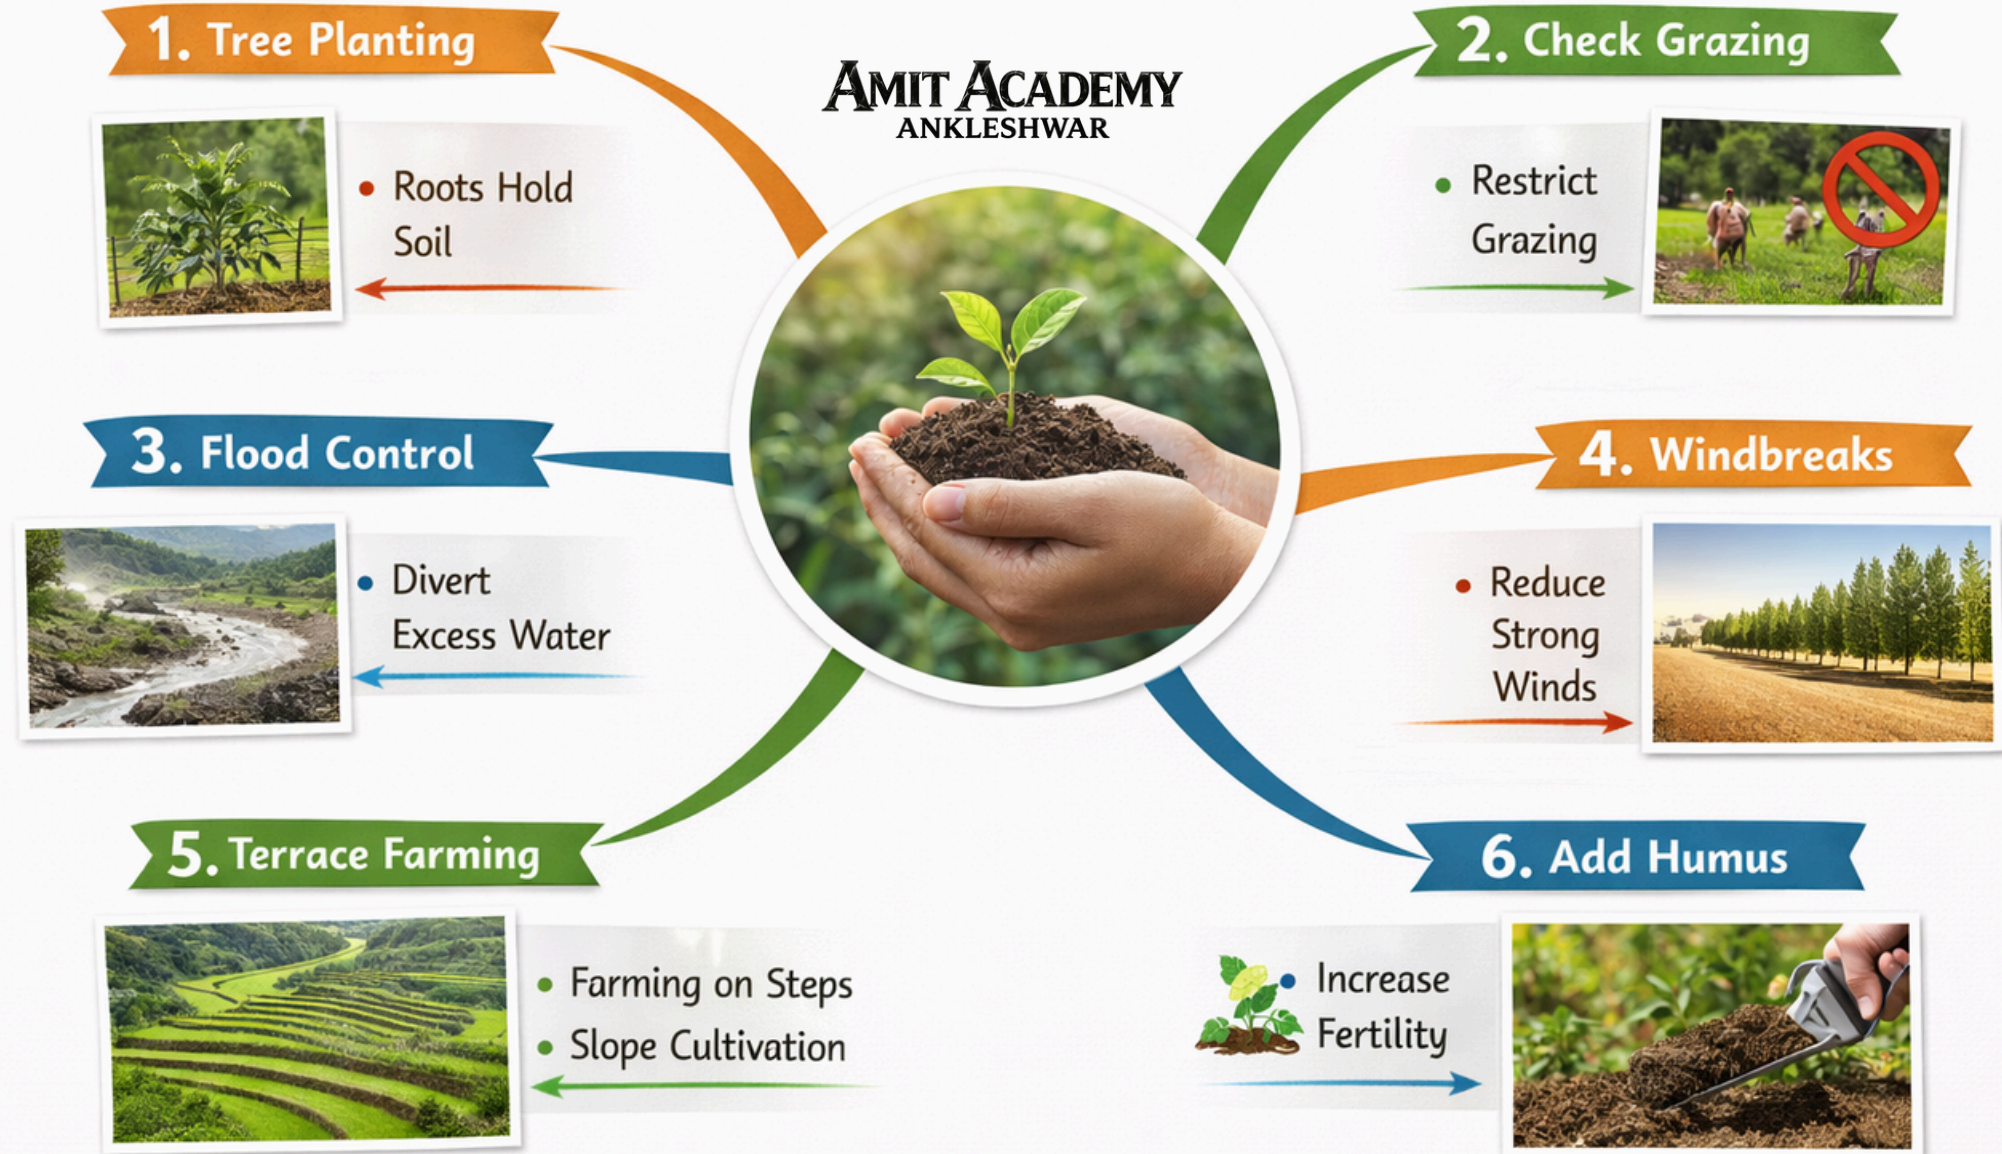 1. Tree Planting
Roots Hold
Soil
AMIT ACADEMY
ANKLESHWAR
2. Check Grazing
Restrict
Grazing
3. Flood Control
Divert
Excess Water
4. Windbreaks
Reduce
Strong
Winds
5. Terrace Farming
Farming on Steps
Slope Cultivation
6. Add Humus
Increase
Fertility